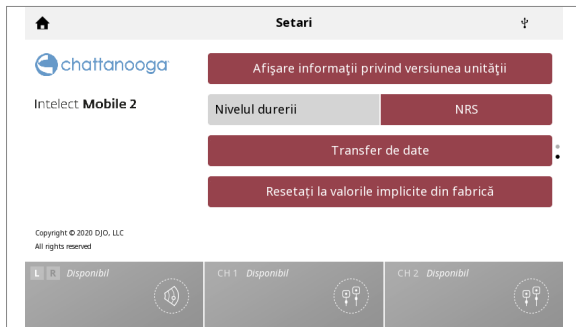 Setari
chattanooga
Intelect Mobile 2
Afişare informaţii privind versiunea unităţii
Nivelul durerii
NRS
Transfer de date
Resetați la valorile implicite din fabrică
Copyright © 2020 DJO, LLC
All rights reserved
L R Disponibil
CH 1 Disponibil
CH 2 Disponibil